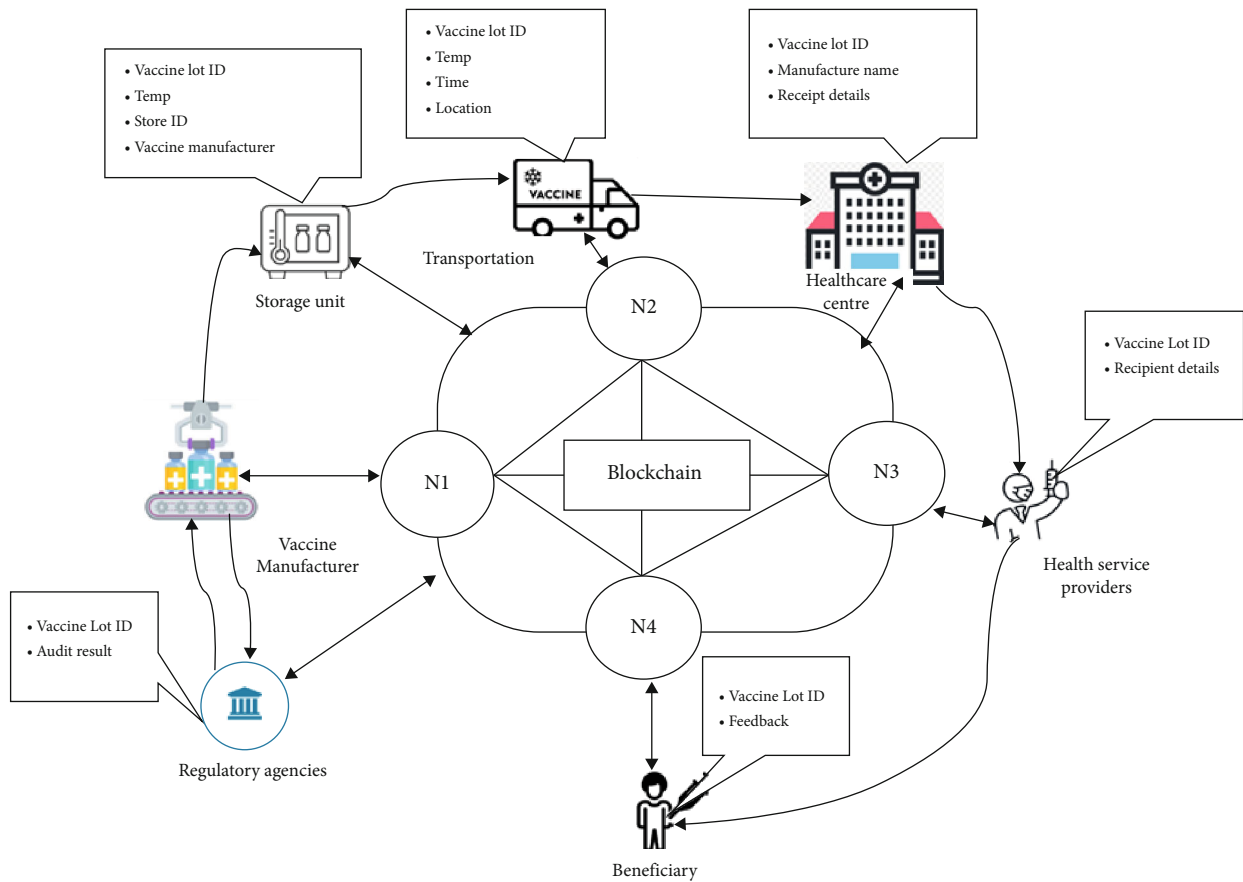 • Vaccine lot ID
• Temp
• Store ID
• Vaccine manufacturer
• Vaccine lot ID
• Temp
• Time
• Location
• Vaccine lot ID
• Manufacture name
• Receipt details
VACCINE
Transportation
Storage unit
Healthcare
centre
N2
• Vaccine Lot ID
• Recipient details
N1
Blockchain
N3
Vaccine
Manufacturer
Health service
providers
• Vaccine Lot ID
• Audit result
N4
• Vaccine Lot ID
• Feedback
Regulatory agencies
Beneficiary